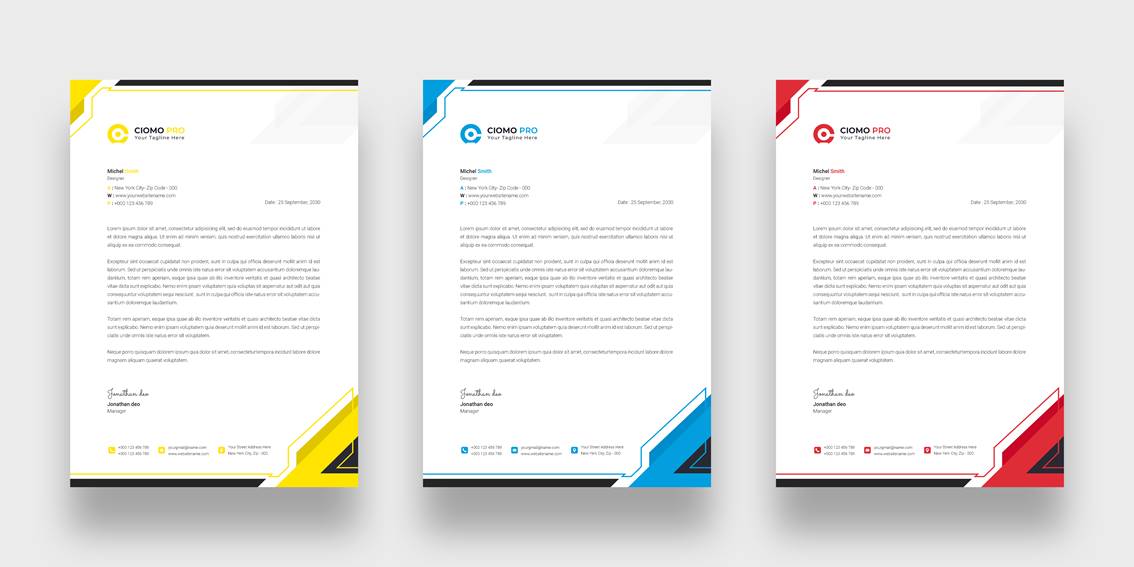 CIOMO PRO
Your Tagline Here
Michel Smith
Designer
A : New York City- Zip Code - 000
W : www.yourwebsitename.com
P : +002 123 456 789
Date : 25 September, 2030
Lorem ipsum dolor sit amet, consectetur adipisicing elit, sed do eiusmod tempor incididunt ut labore
et dolore magna aliqua. Ut enim ad minim veniam, quis nostrud exercitation ullamco laboris nisi ut
aliquip ex ea commodo consequat.
Excepteur sint occaecat cupidatat non proident, sunt in culpa qui officia deserunt mollit anim id est
laborum. Sed ut perspiciatis unde omnis iste natus error sit voluptatem accusantium doloremque lau-
dantium, totam rem aperiam, eaque ipsa quae ab illo inventore veritatis et quasi architecto beatae
vitae dicta sunt explicabo. Nemo enim ipsam voluptatem quia voluptas sit aspernatur aut odit aut quia
consequuntur voluptatem sequi nesciunt. sunt in culpa qui officia iste natus error sit voluptatem accu-
santium doloremque laudantium.
Totam rem aperiam, eaque ipsa quae ab illo inventore veritatis et quasi architecto beatae vitae dicta
sunt explicabo. Nemo enim ipsam voluptatem quia deserunt mollit anim id est laborum. Sed ut perspi-
ciatis unde omnis iste natus error sit voluptatem.
Neque porro quisquam dolorem ipsum quia dolor sit amet, consectetur tempora incididunt labore dolore
magnam aliquam quaerat voluptatem.
Jonathan deo
Jonathan deo
Manager
+002 123 456 789
+002 123 456 789
yourgmail@name.com
www.websitename.com
Your Street Address Here
New York City, Zip - 000
CIOMO PRO
Your Tagline Here
Michel Smith
Designer
A : New York City- Zip Code - 000
W : www.yourwebsitename.com
P : +002 123 456 789
Date : 25 September, 2030
Lorem ipsum dolor sit amet, consectetur adipisicing elit, sed do eiusmod tempor incididunt ut labore
et dolore magna aliqua. Ut enim ad minim veniam, quis nostrud exercitation ullamco laboris nisi ut
aliquip ex ea commodo consequat.
Excepteur sint occaecat cupidatat non proident, sunt in culpa qui officia deserunt mollit anim id est
laborum. Sed ut perspiciatis unde omnis iste natus error sit voluptatem accusantium doloremque lau-
dantium, totam rem aperiam, eaque ipsa quae ab illo inventore veritatis et quasi architecto beatae
vitae dicta sunt explicabo. Nemo enim ipsam voluptatem quia voluptas sit aspernatur aut odit aut quia
consequuntur voluptatem sequi nesciunt. sunt in culpa qui officia iste natus error sit voluptatem accu-
santium doloremque laudantium.
Totam rem aperiam, eaque ipsa quae ab illo inventore veritatis et quasi architecto beatae vitae dicta
sunt explicabo. Nemo enim ipsam voluptatem quia deserunt mollit anim id est laborum. Sed ut perspi-
ciatis unde omnis iste natus error sit voluptatem.
Neque porro quisquam dolorem ipsum quia dolor sit amet, consectetur tempora incididunt labore dolore
magnam aliquam quaerat voluptatem.
Jonathan deo
Jonathan deo
Manager
+002 123 456 789
+002 123 456 789
yourgmail@name.com
www.websitename.com
Your Street Address Here
New York City, Zip - 000
CIOMO PRO
Your Tagline Here
Michel Smith
Designer
A : New York City- Zip Code - 000
W : www.yourwebsitename.com
P : +002 123 456 789
Date : 25 September, 2030
Lorem ipsum dolor sit amet, consectetur adipisicing elit, sed do eiusmod tempor incididunt ut labore
et dolore magna aliqua. Ut enim ad minim veniam, quis nostrud exercitation ullamco laboris nisi ut
aliquip ex ea commodo consequat.
Excepteur sint occaecat cupidatat non proident, sunt in culpa qui officia deserunt mollit anim id est
laborum. Sed ut perspiciatis unde omnis iste natus error sit voluptatem accusantium doloremque lau-
dantium, totam rem aperiam, eaque ipsa quae ab illo inventore veritatis et quasi architecto beatae
vitae dicta sunt explicabo. Nemo enim ipsam voluptatem quia voluptas sit aspernatur aut odit aut quia
consequuntur voluptatem sequi nesciunt. sunt in culpa qui officia iste natus error sit voluptatem accu-
santium doloremque laudantium.
Totam rem aperiam, eaque ipsa quae ab illo inventore veritatis et quasi architecto beatae vitae dicta
sunt explicabo. Nemo enim ipsam voluptatem quia deserunt mollit anim id est laborum. Sed ut perspi-
ciatis unde omnis iste natus error sit voluptatem.
Neque porro quisquam dolorem ipsum quia dolor sit amet, consectetur tempora incididunt labore dolore
magnam aliquam quaerat voluptatem.
Jonathan deo
Jonathan deo
Manager
+002 123 456 789
+002 123 456 789
yourgmail@name.com
www.websitename.com
Your Street Address Here
New York City, Zip - 000